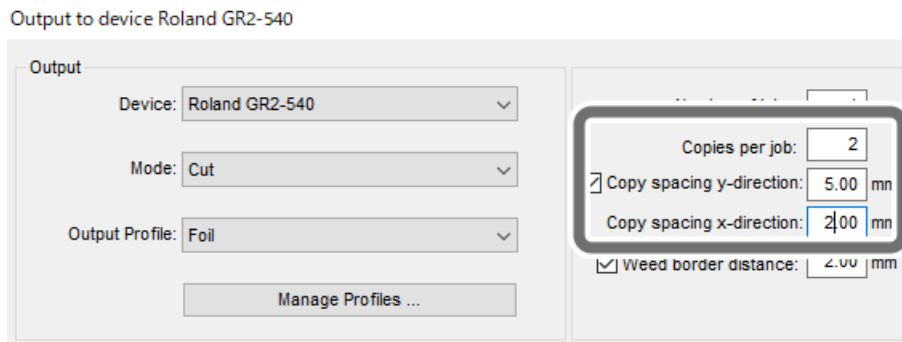 Output to device Roland GR2-540
Output
Device: Roland GR2-540
Mode: Cut
Output Profile: Foil
Manage Profiles ...
Copies per job: 2
Copy spacing y-direction: 5.00 mm
Copy spacing x-direction: 2.00 mm
Weed border distance: 2.00 mm